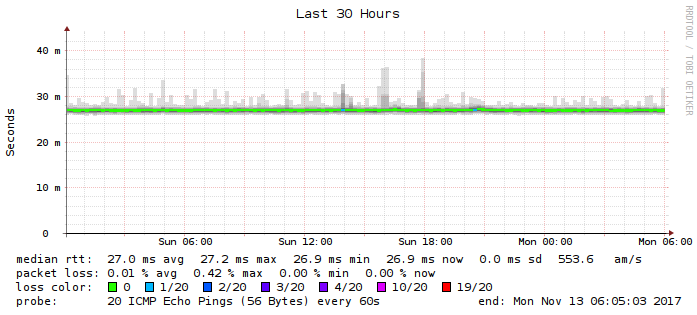 Last 30 Hours
RRDTOOL / TOBI OETIKER
Seconds
40 m
30 m
20 m
10 m
0
Sun 06:00 Sun 12:00 Sun 18:00 Mon 00:00 Mon 06:00
median rtt: 27.0 ms avg 27.2 ms max 26.9 ms min 26.9 ms now 0.0 ms sd 553.6 am/s
packet loss: 0.01 % avg 0.42 % max 0.00 % min 0.00 % now
loss color: 0 1/20 2/20 3/20 4/20 10/20 19/20
probe: 20 ICMP Echo Pings (56 Bytes) every 60s end: Mon Nov 13 06:05:03 2017